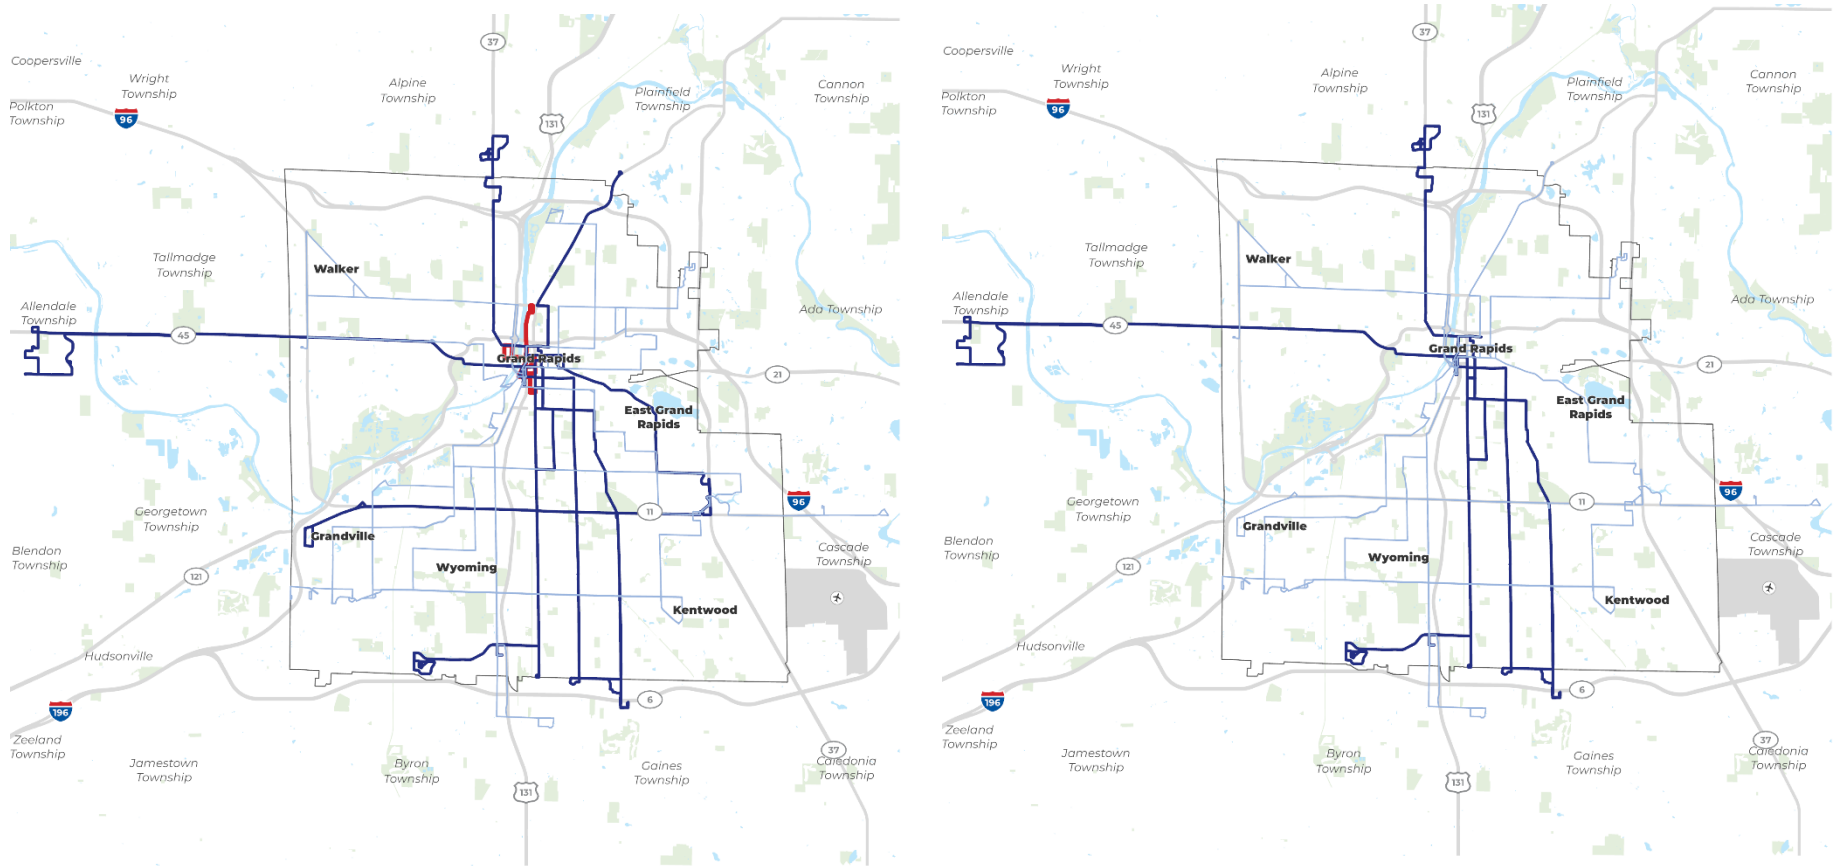 37
Coopersville
Wright
Township
Alpine
Township
Plainfield
Township
Cannon
Township
Polkton
Township
96
131
Walker
Tallmadge
Township
Allendale
Township
45
Ada Township
Grand Rapids
21
East Grand
Rapids
96
Georgetown
Township
11
Grandville
Blendon
Township
Cascade
Township
Wyoming
121
Kentwood
Hudsonville
6
196
Zeeland
Township
Jamestown
Township
Byron
Township
Gaines
Township
37
Caledonia
Township
131
37
Coopersville
Wright
Township
Alpine
Township
Plainfield
Township
Cannon
Township
Polkton
Township
96
131
Walker
Tallmadge
Township
Allendale
Township
45
Ada Township
Grand Rapids
21
East Grand
Rapids
96
Georgetown
Township
11
Grandville
Blendon
Township
Cascade
Township
Wyoming
121
Kentwood
Hudsonville
6
196
Zeeland
Township
Jamestown
Township
Byron
Township
Gaines
Township
37
Caledonia
Township
131